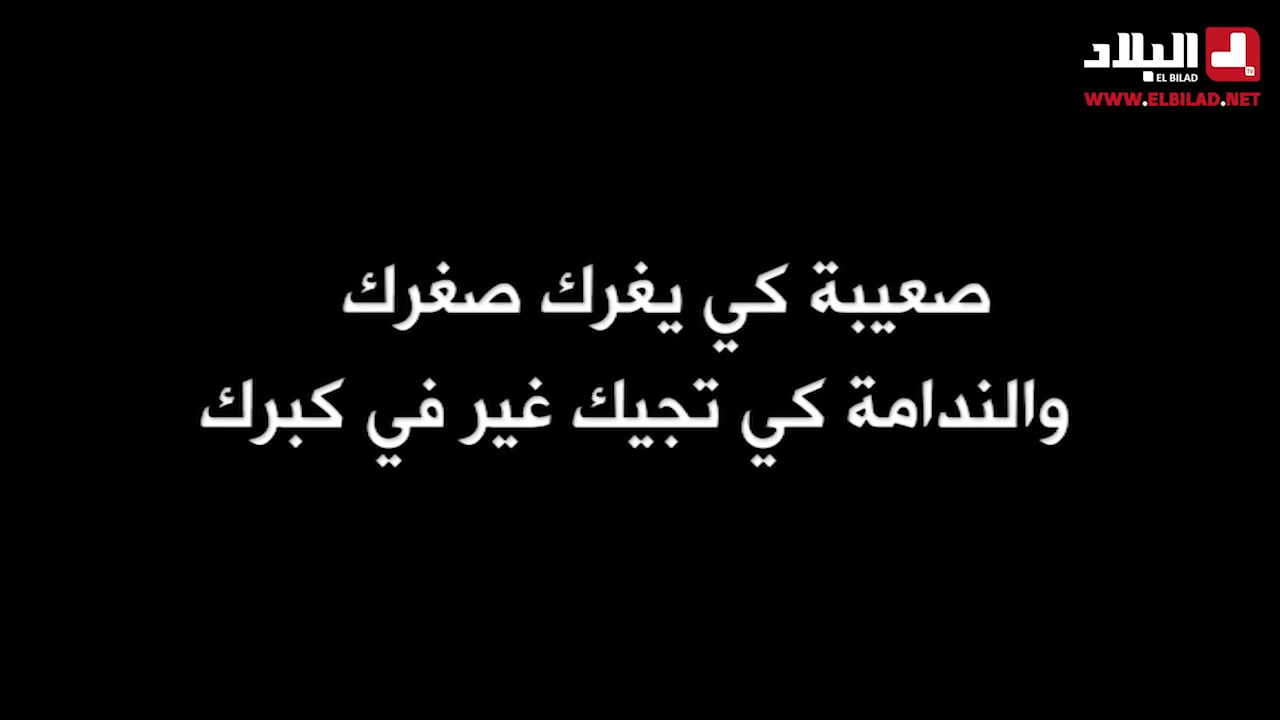 البلاد
EL BILAD
TV
WWW.ELBILAD.NET
صعيبة كي يغرك صغرك
والندامة كي تجيك غير في كبرك